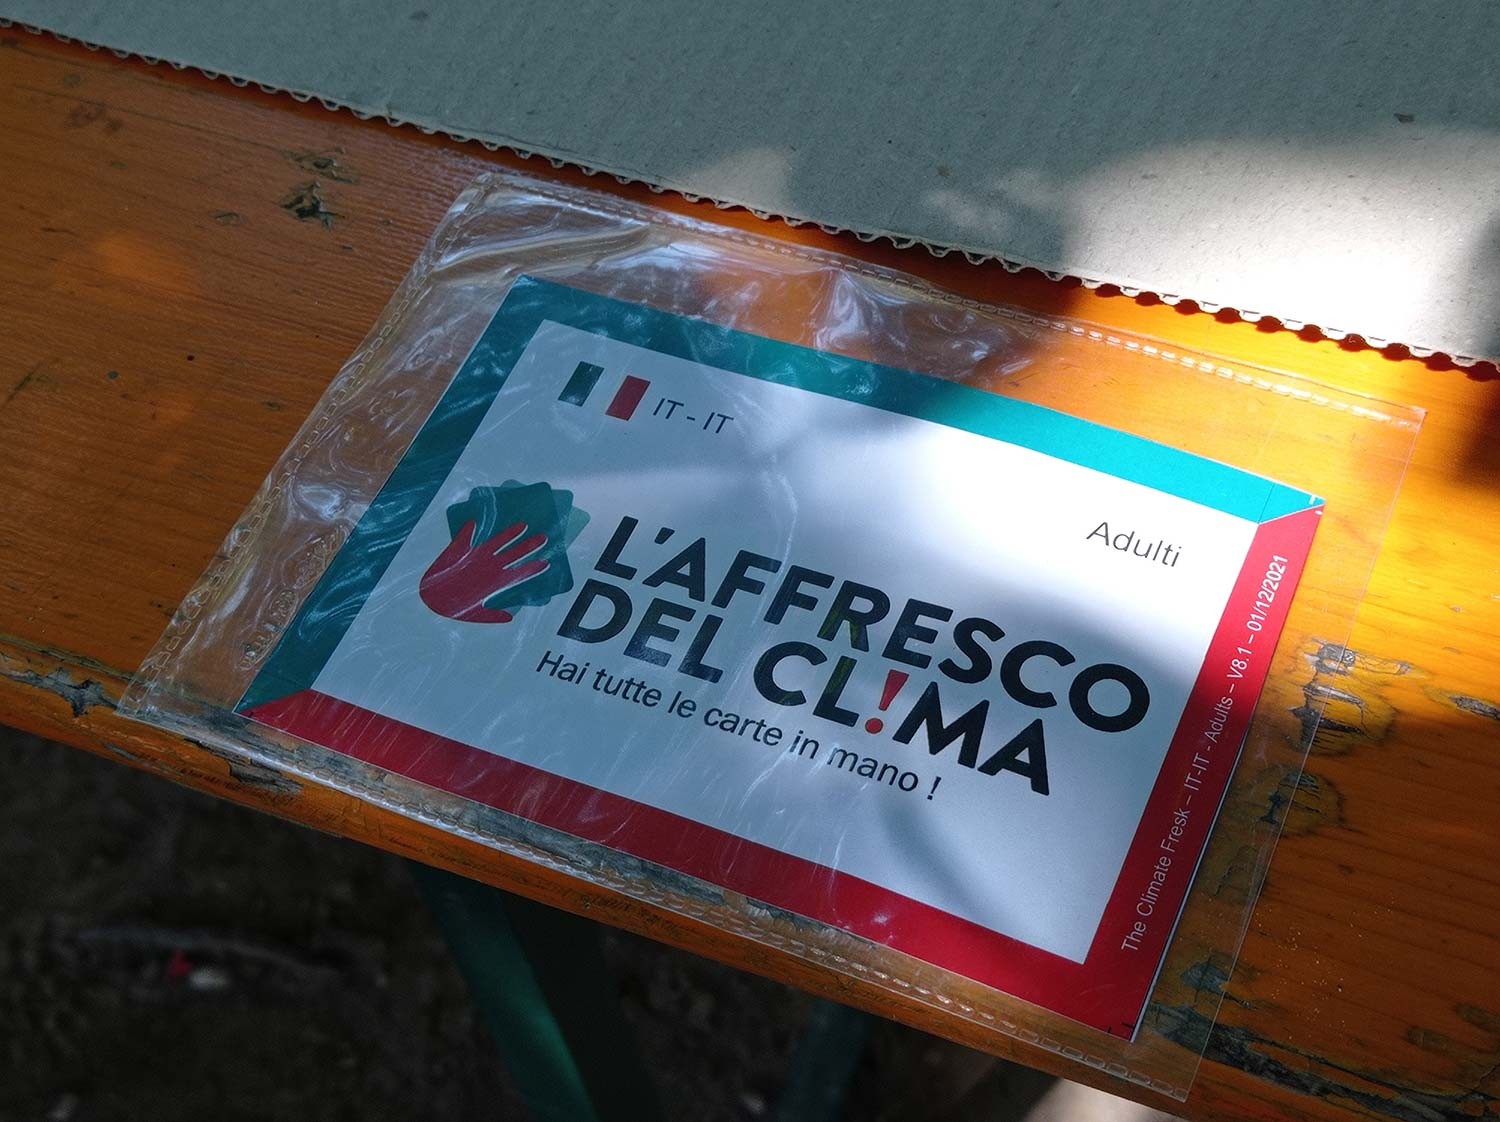 IT - IT
Adulti
L'AFFRESCO
DEL CL!MA
Hai tutte le carte in mano !
The Climate Fresk – IT-IT - Adults – V8.1 – 01/12/2021